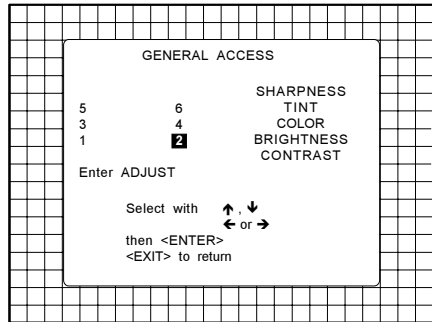 GENERAL ACCESS
SHARPNESS
5 6 TINT
3 4 COLOR
1 2 BRIGHTNESS
CONTRAST
Enter ADJUST
Select with ↑ , ↓
← or →
then <ENTER>
<EXIT> to return